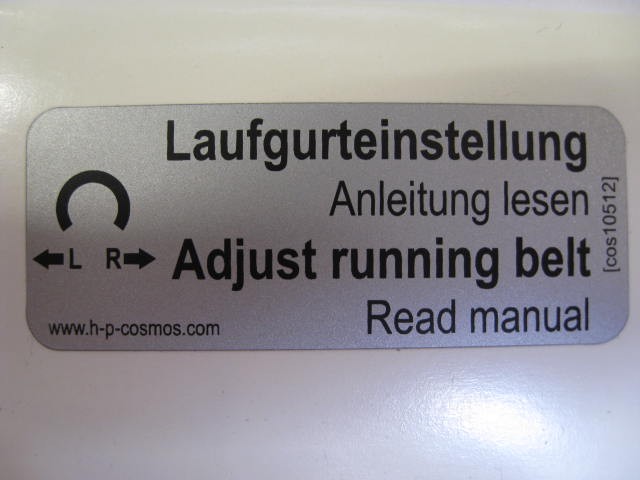 Laufgurteinstellung
Anleitung lesen
L R
Adjust running belt
Read manual
www.h-p-cosmos.com
[cos10512]